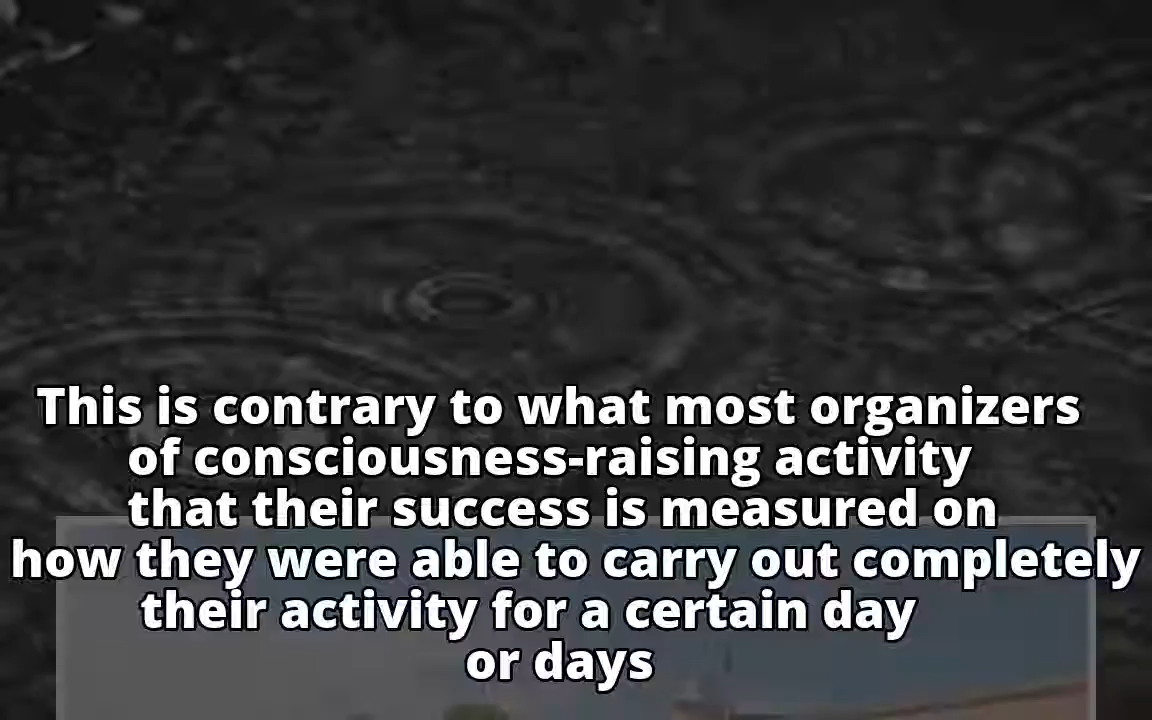 This is contrary to what most organizers
of consciousness-raising activity
that their success is measured on
how they were able to carry out completely
their activity for a certain day
or days